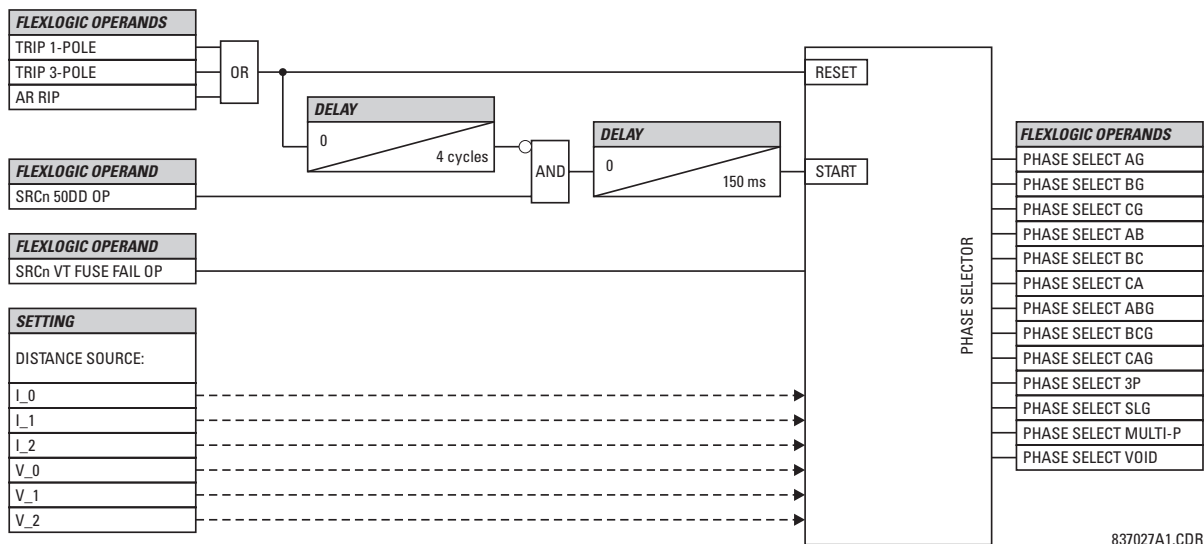 FLEXLOGIC OPERANDS
TRIP 1-POLE
TRIP 3-POLE
AR RIP
OR
RESET
DELAY
0
4 cycles
AND
DELAY
0
150 ms
START
FLEXLOGIC OPERAND
SRCn 50DD OP
FLEXLOGIC OPERAND
SRCn VT FUSE FAIL OP
SETTING
DISTANCE SOURCE:
I_0
I_1
I_2
V_0
V_1
V_2
PHASE SELECTOR
FLEXLOGIC OPERANDS
PHASE SELECT AG
PHASE SELECT BG
PHASE SELECT CG
PHASE SELECT AB
PHASE SELECT BC
PHASE SELECT CA
PHASE SELECT ABG
PHASE SELECT BCG
PHASE SELECT CAG
PHASE SELECT 3P
PHASE SELECT SLG
PHASE SELECT MULTI-P
PHASE SELECT VOID
837027A1.CDR